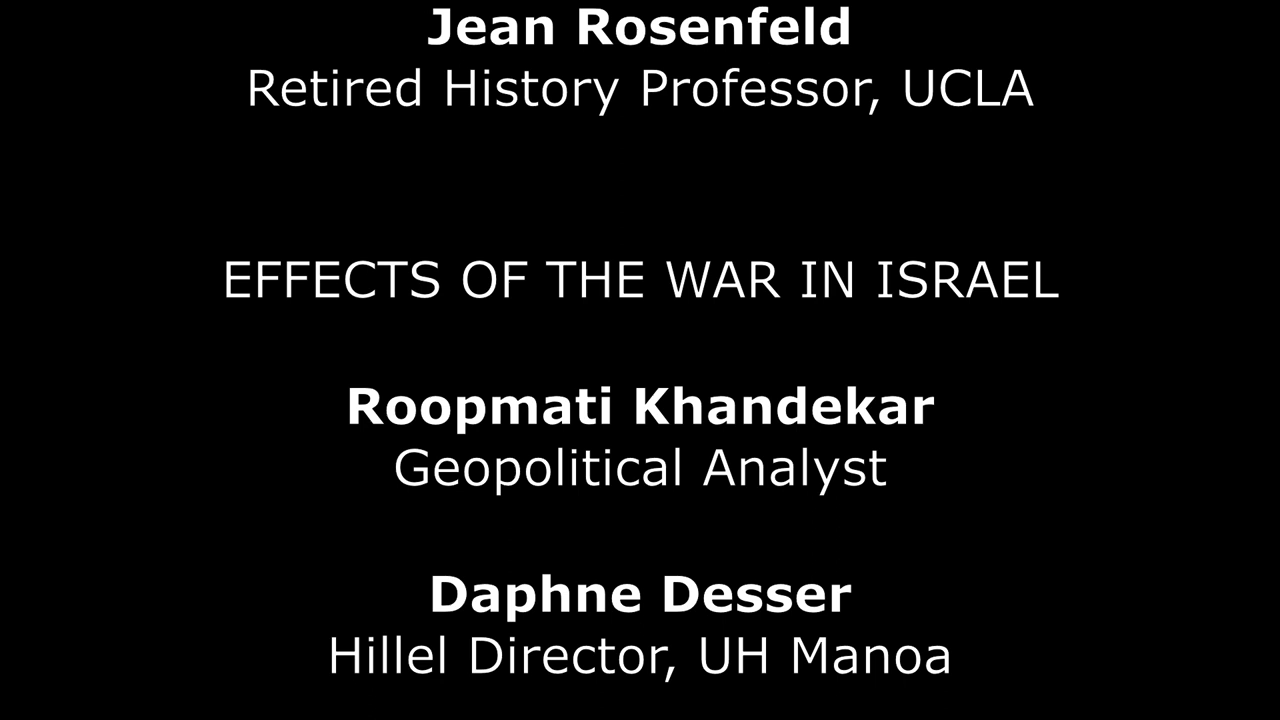 Jean Rosenfeld
Retired History Professor, UCLA
EFFECTS OF THE WAR IN ISRAEL
Roopmati Khandekar
Geopolitical Analyst
Daphne Desser
Hillel Director, UH Manoa